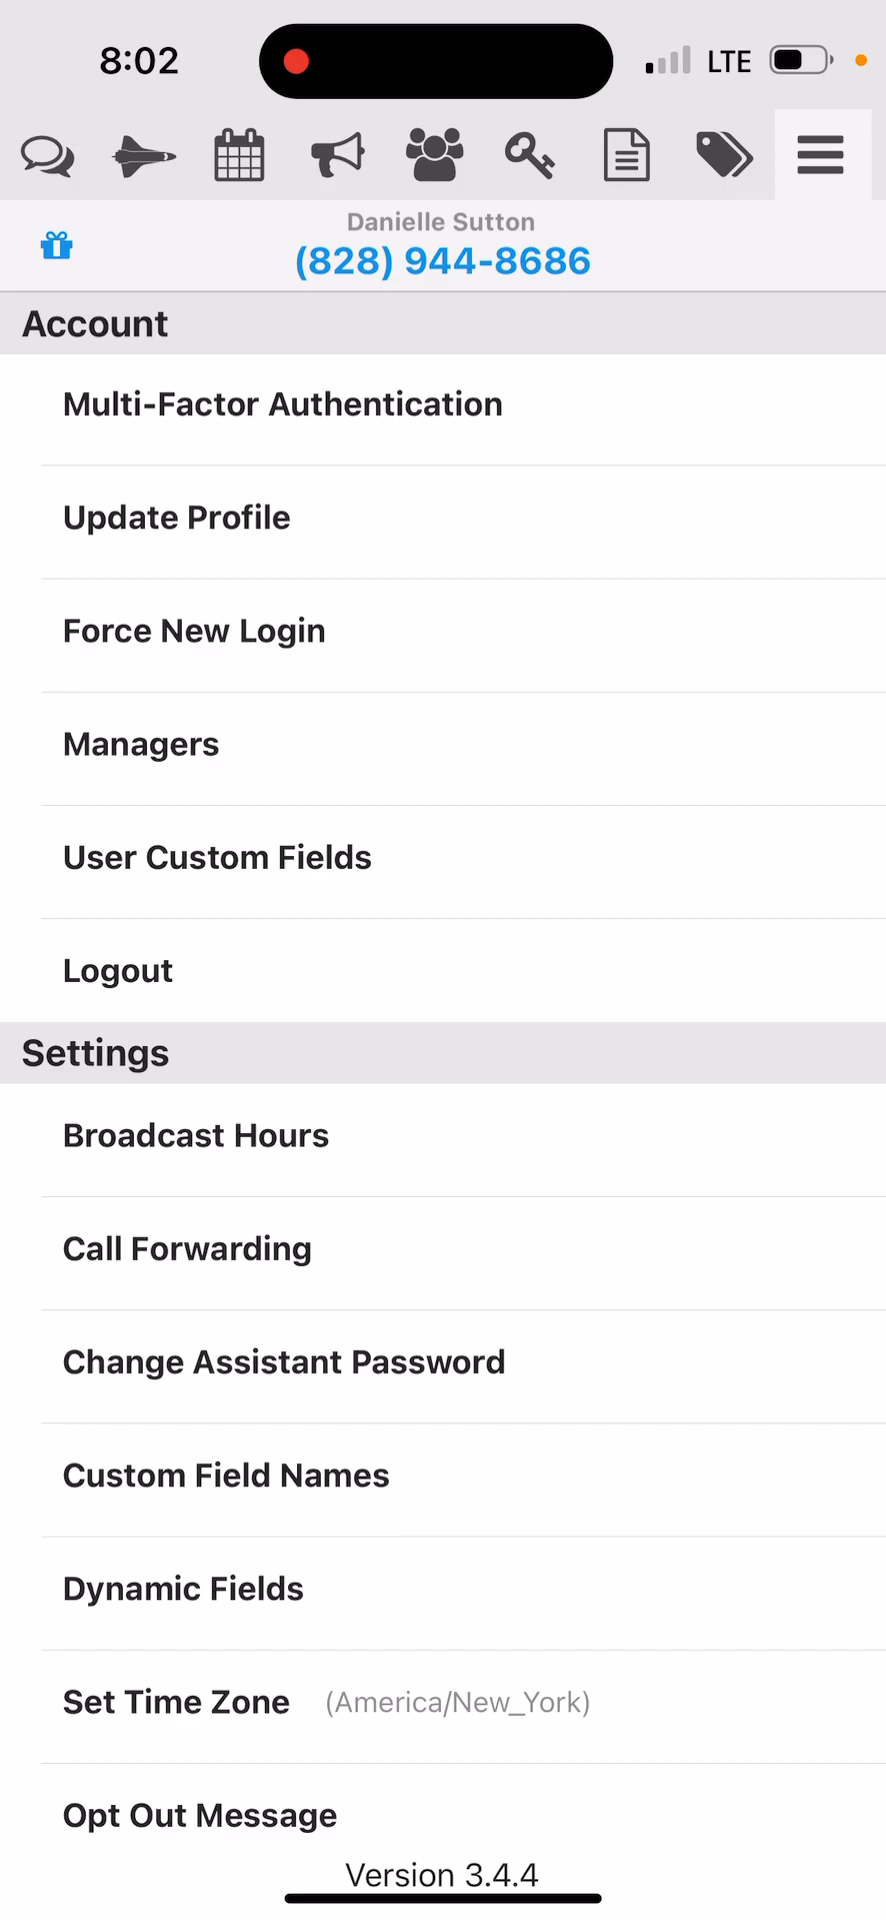 8:02
LTE
Danielle Sutton
(828) 944-8686
Account
Multi-Factor Authentication
Update Profile
Force New Login
Managers
User Custom Fields
Logout
Settings
Broadcast Hours
Call Forwarding
Change Assistant Password
Custom Field Names
Dynamic Fields
Set Time Zone (America/New_York)
Opt Out Message
Version 3.4.4